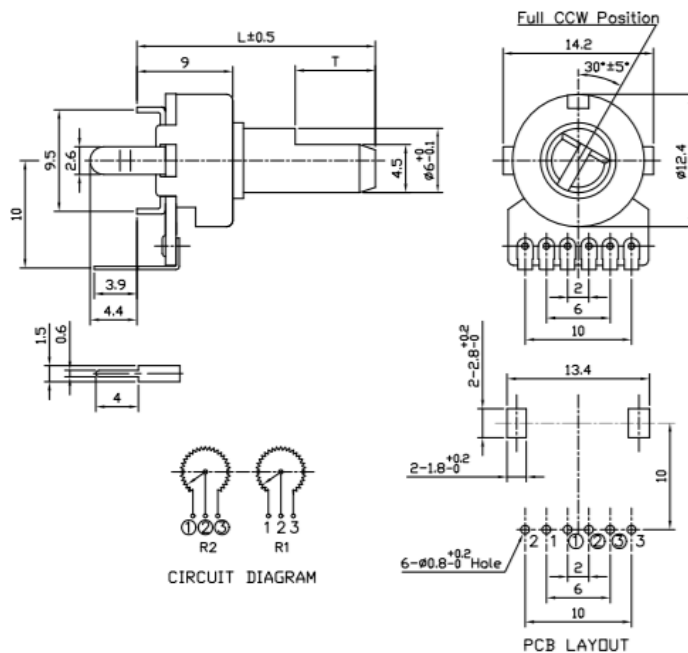 Full CCW Position
L±0.5
14.2
9
T
30°±5°
9.5
2.6
10
4.5
ø6 +0 -0.1
ø12.4
3.9
4.4
2
6
10
1.5
0.6
4
2-2.8 +0.2 -0
13.4
2-1.8 +0.2 -0
10
① ② ③
R2
1 2 3
R1
CIRCUIT DIAGRAM
2 1 ① ② ③ 3
6-ø0.8 +0.2 -0 Hole
2
6
10
PCB LAYOUT